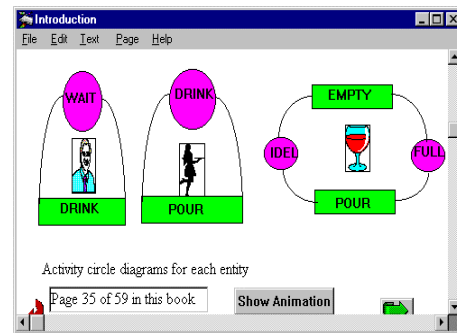 Introduction
File Edit Text Page Help
WAIT
DRINK
DRINK
POUR
EMPTY
IDEL
FULL
POUR
Activity circle diagrams for each entity
Page 35 of 59 in this book
Show Animation